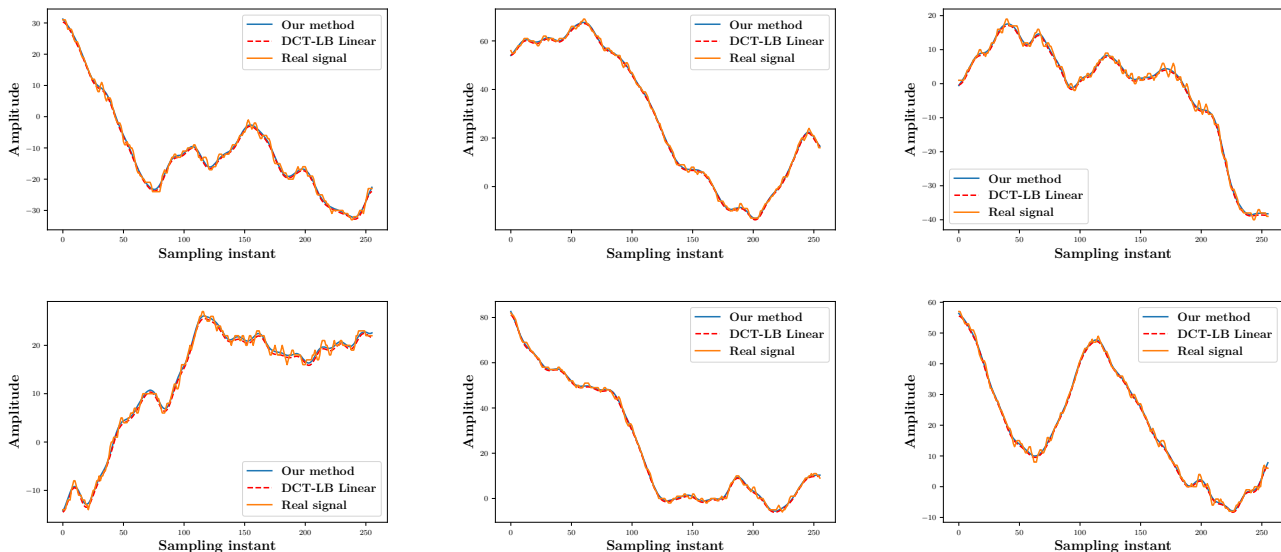 30
20
10
0
−10
−20
−30
Amplitude
0
50
100
150
200
250
Sampling instant
Our method
DCT-LB Linear
Real signal
60
40
20
0
Amplitude
0
50
100
150
200
250
Sampling instant
Our method
DCT-LB Linear
Real signal
20
10
0
−10
−20
−30
−40
Amplitude
0
50
100
150
200
250
Sampling instant
Our method
DCT-LB Linear
Real signal
20
10
0
−10
Amplitude
0
50
100
150
200
250
Sampling instant
Our method
DCT-LB Linear
Real signal
80
60
40
20
0
Amplitude
0
50
100
150
200
250
Sampling instant
Our method
DCT-LB Linear
Real signal
60
50
40
30
20
10
0
−10
Amplitude
0
50
100
150
200
250
Sampling instant
Our method
DCT-LB Linear
Real signal